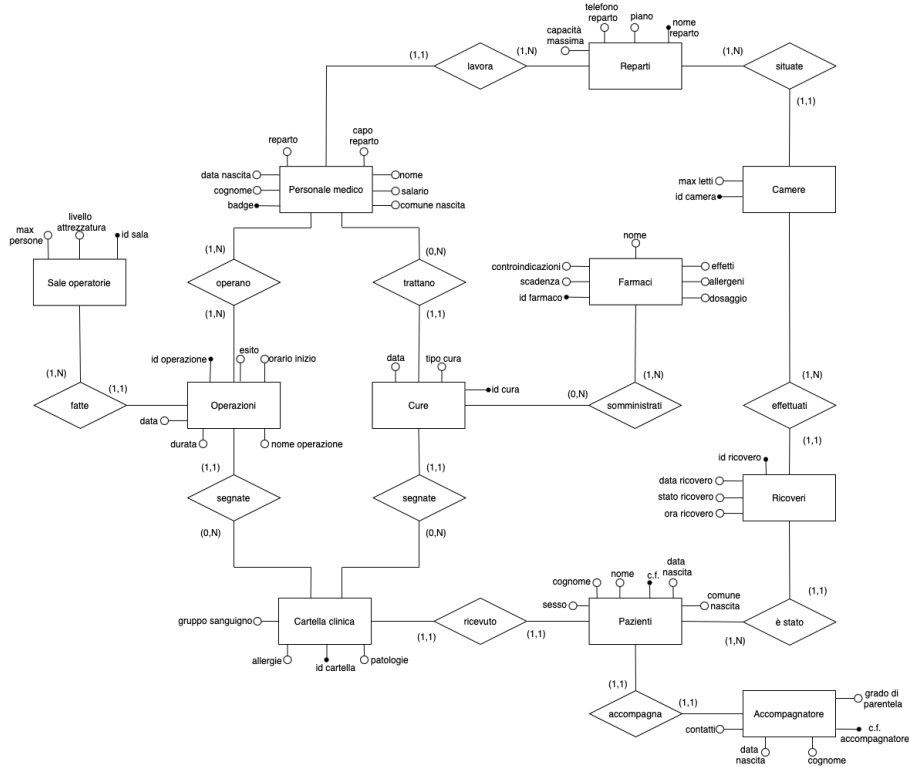 telefono
reparto
piano
nome
reparto
capacità
massima
(1,1)
lavora
(1,N)
Reparti
(1,N)
situate
(1,1)
reparto
capo
reparto
data nascita
cognome
badge
Personale medico
nome
salario
comune nascita
max letti
id camera
Camere
max
persone
livello
attrezzatura
id sala
Sale operatorie
(1,N)
operano
(1,N)
(0,N)
trattano
(1,1)
nome
controindicazioni
scadenza
id farmaco
Farmaci
effetti
allergeni
dosaggio
(1,N)
fatte
(1,1)
id operazione
esito
orario inizio
Operazioni
data
durata
nome operazione
data
tipo cura
Cure
id cura
(0,N)
somministrati
(1,N)
(1,N)
effettuati
(1,1)
id ricovero
data ricovero
stato ricovero
ora ricovero
Ricoveri
(1,1)
segnate
(0,N)
(1,1)
segnate
(0,N)
gruppo sanguigno
Cartella clinica
allergie
id cartella
patologie
(1,1)
ricevuto
(1,1)
cognome
nome
c.f.
data
nascita
sesso
comune
nascita
Pazienti
(1,N)
è stato
(1,1)
(1,1)
accompagna
(1,1)
Accompagnatore
grado di
parentela
c.f.
accompagnatore
contatti
data
nascita
cognome